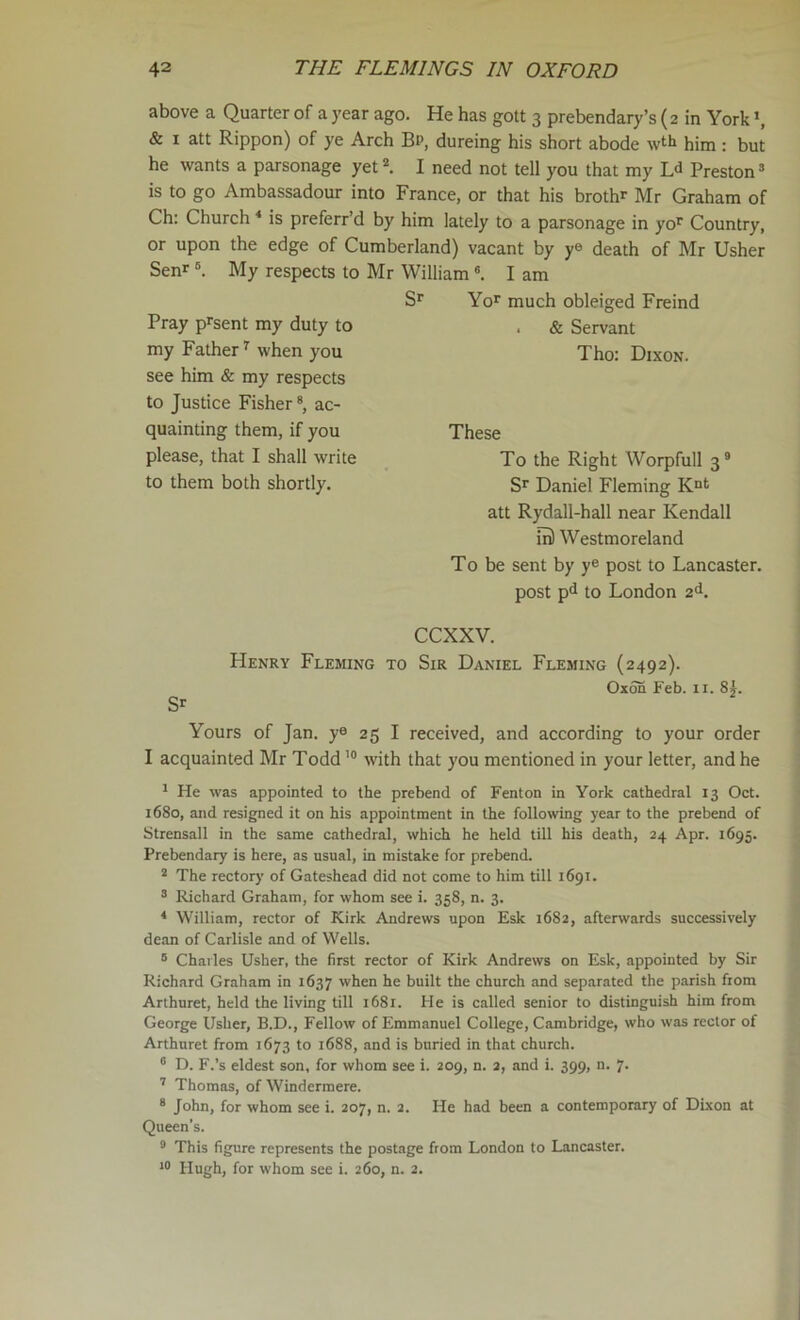 42 THE FLEMINGS IN OXFORD
above a Quarter of a year ago. He has gott 3 prebendary's (2 in York ¹,
& 1 att Rippon) of ye Arch Bᵖ, dureing his short abode wᵗʰ him : but
he wants a parsonage yet ². I need not tell you that my Lᵈ Preston ³
is to go Ambassadour into France, or that his brothʳ Mr Graham of
Ch: Church ⁴ is preferr'd by him lately to a parsonage in yoʳ Country,
or upon the edge of Cumberland) vacant by yᵉ death of Mr Usher
Senʳ ⁵. My respects to Mr William ⁶. I am
Sʳ Yoʳ much obleiged Freind
& Servant
Tho: Dixon.
Pray pʳsent my duty to
my Father ⁷ when you
see him & my respects
to Justice Fisher ⁸, ac-
quainting them, if you
please, that I shall write
to them both shortly.
These
To the Right Worpfull 3 ⁹
Sʳ Daniel Fleming Kⁿᵗ
att Rydall-hall near Kendall
in̄ Westmoreland
To be sent by yᵉ post to Lancaster.
post pᵈ to London 2ᵈ.
CCXXV.
Henry Fleming to Sir Daniel Fleming (2492).
Oxōn Feb. 11. 8½.
Sʳ
Yours of Jan. yᵉ 25 I received, and according to your order
I acquainted Mr Todd ¹⁰ with that you mentioned in your letter, and he
¹ He was appointed to the prebend of Fenton in York cathedral 13 Oct.
1680, and resigned it on his appointment in the following year to the prebend of
Strensall in the same cathedral, which he held till his death, 24 Apr. 1695.
Prebendary is here, as usual, in mistake for prebend.
² The rectory of Gateshead did not come to him till 1691.
³ Richard Graham, for whom see i. 358, n. 3.
⁴ William, rector of Kirk Andrews upon Esk 1682, afterwards successively
dean of Carlisle and of Wells.
⁵ Charles Usher, the first rector of Kirk Andrews on Esk, appointed by Sir
Richard Graham in 1637 when he built the church and separated the parish from
Arthuret, held the living till 1681. He is called senior to distinguish him from
George Usher, B.D., Fellow of Emmanuel College, Cambridge, who was rector of
Arthuret from 1673 to 1688, and is buried in that church.
⁶ D. F.'s eldest son, for whom see i. 209, n. 2, and i. 399, n. 7.
⁷ Thomas, of Windermere.
⁸ John, for whom see i. 207, n. 2. He had been a contemporary of Dixon at
Queen's.
⁹ This figure represents the postage from London to Lancaster.
¹⁰ Hugh, for whom see i. 260, n. 2.